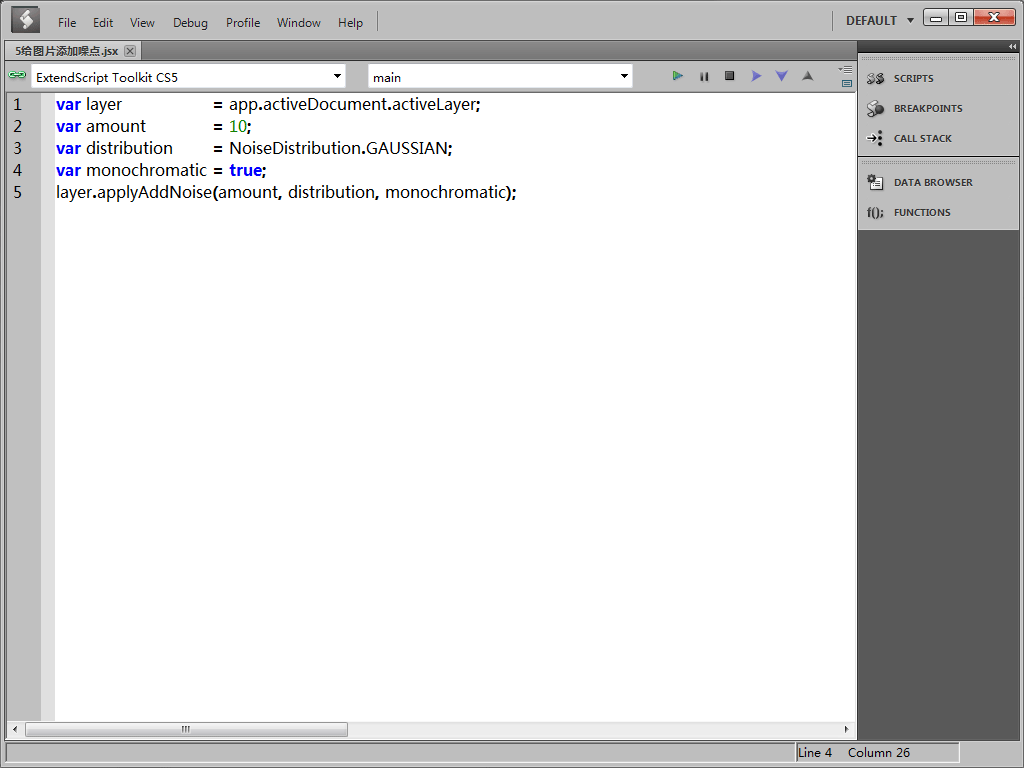 File Edit View Debug Profile Window Help DEFAULT
5给图片添加噪点.jsx
ExtendScript Toolkit CS5 main
1 var layer = app.activeDocument.activeLayer;
2 var amount = 10;
3 var distribution = NoiseDistribution.GAUSSIAN;
4 var monochromatic = true;
5 layer.applyAddNoise(amount, distribution, monochromatic);
SCRIPTS
BREAKPOINTS
CALL STACK
DATA BROWSER
f(); FUNCTIONS
Line 4 Column 26